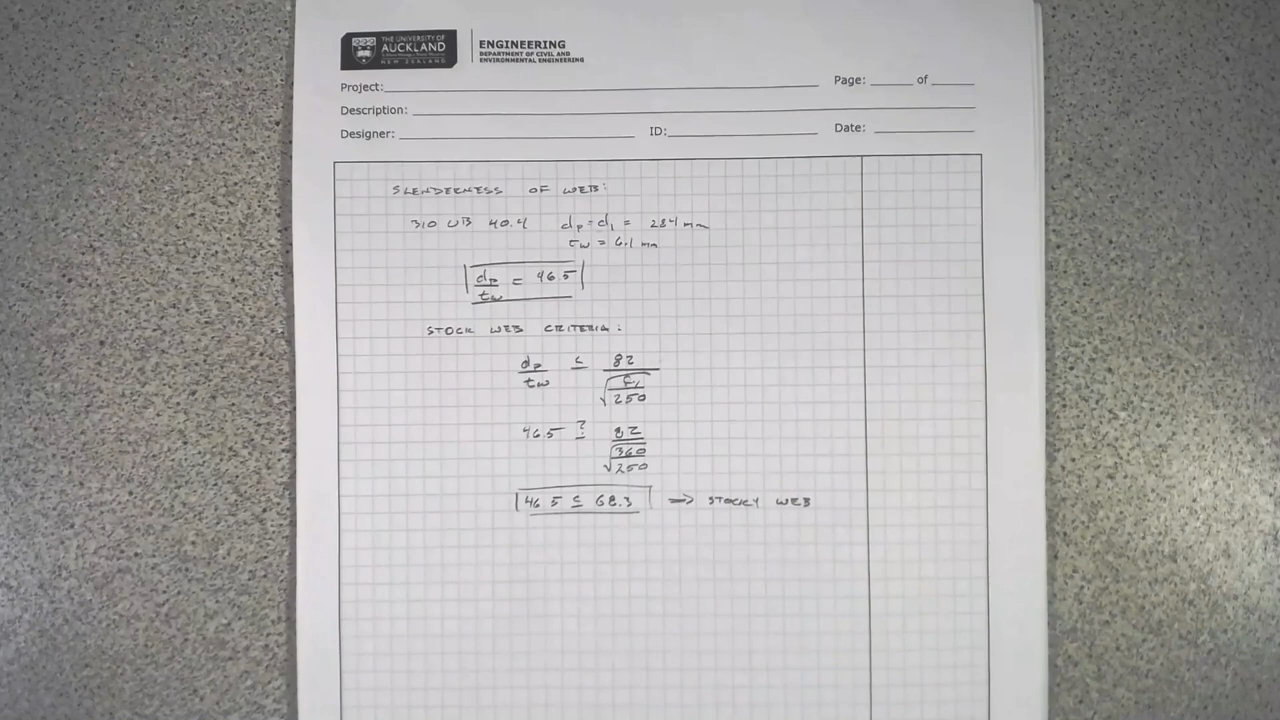 THE UNIVERSITY OF
AUCKLAND
NEW ZEALAND
ENGINEERING
DEPARTMENT OF CIVIL AND
ENVIRONMENTAL ENGINEERING
Project:
Page: of
Description:
Designer: ID: Date:
SLENDERNESS OF WEB:
310 UB 40.4 dp = d1 = 284 mm
tw = 6.1 mm
dp/tw = 46.5
STOCK WEB CRITERIA:
dp/tw ≤ 82/√(fy/250)
46.5 ≤? 82/√(360/250)
46.5 ≤ 68.3 => STOCKY WEB